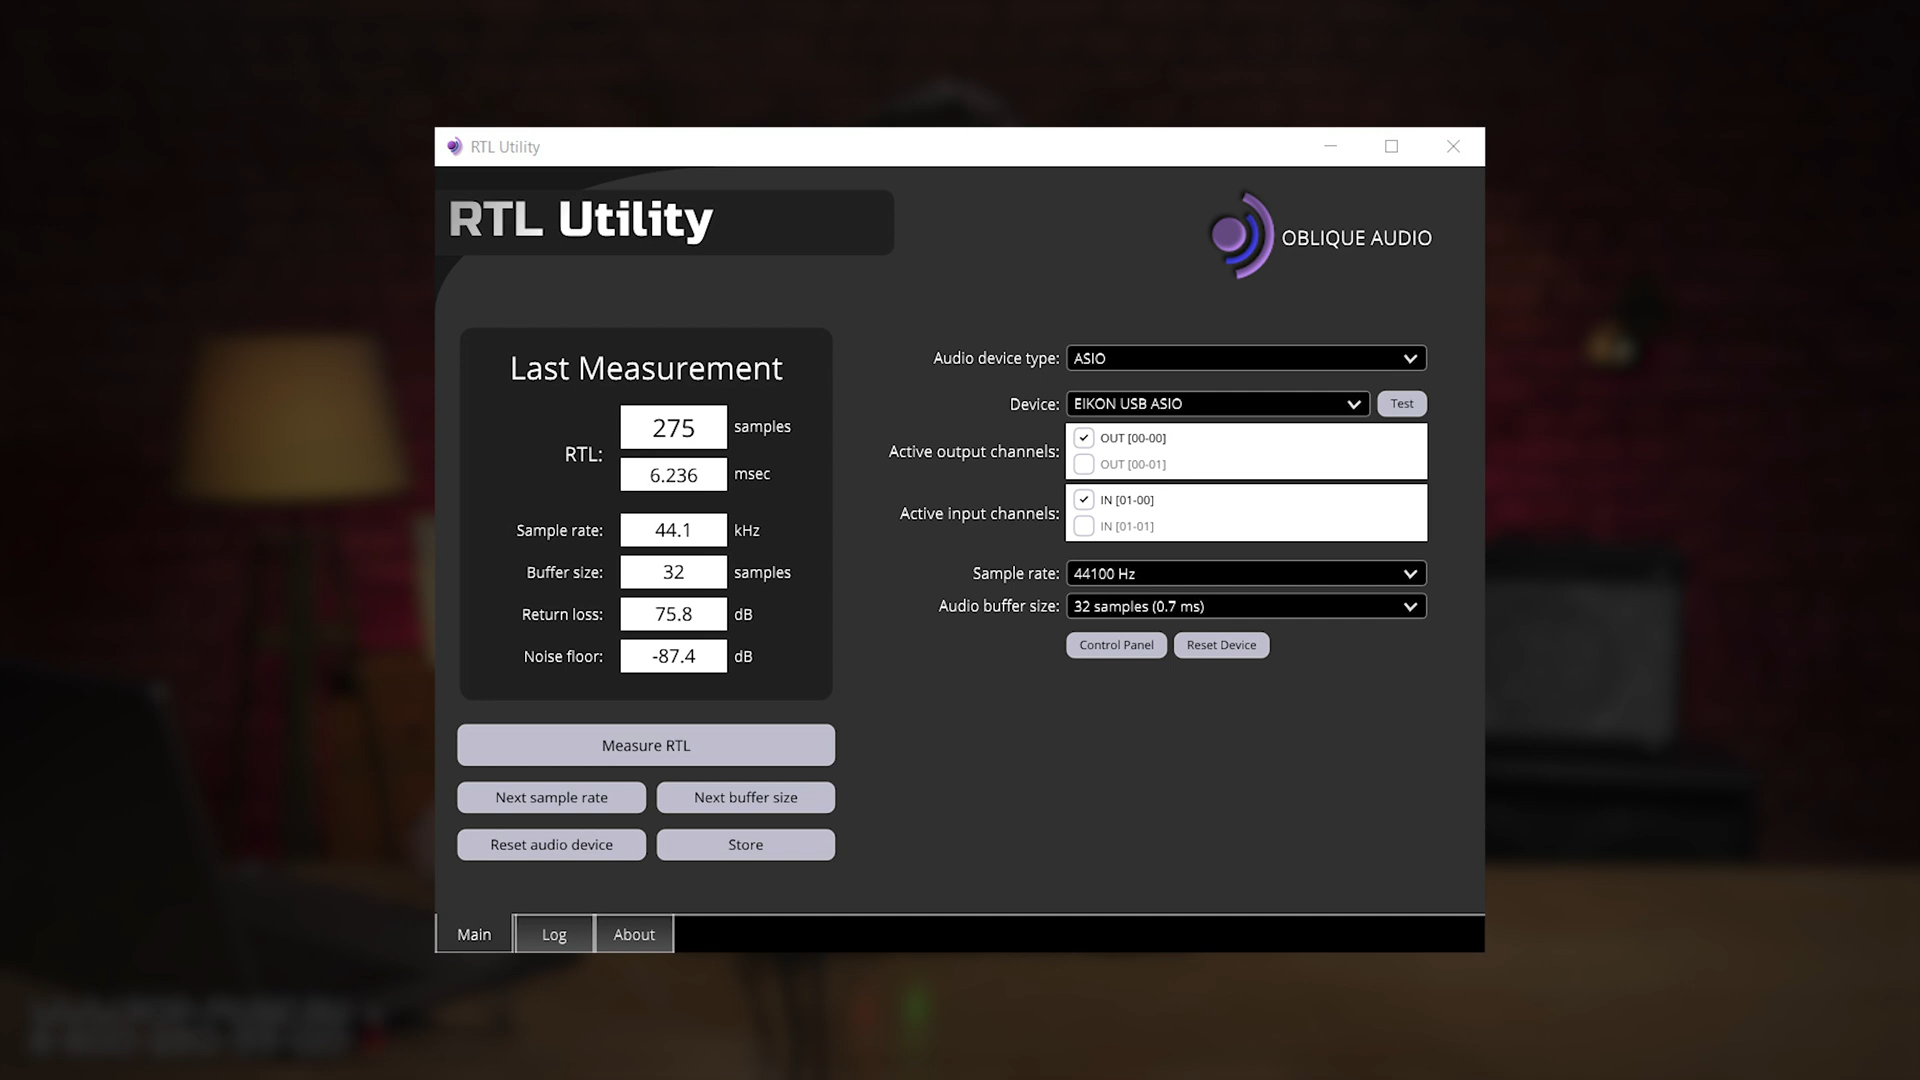 RTL Utility
RTL Utility
OBLIQUE AUDIO
Last Measurement
RTL:
275 samples
6.236 msec
Sample rate: 44.1 kHz
Buffer size: 32 samples
Return loss: 75.8 dB
Noise floor: -87.4 dB
Measure RTL
Next sample rate
Next buffer size
Reset audio device
Store
Audio device type: ASIO
Device: EIKON USB ASIO Test
Active output channels:
OUT [00-00]
OUT [00-01]
Active input channels:
IN [01-00]
IN [01-01]
Sample rate: 44100 Hz
Audio buffer size: 32 samples (0.7 ms)
Control Panel
Reset Device
Main
Log
About